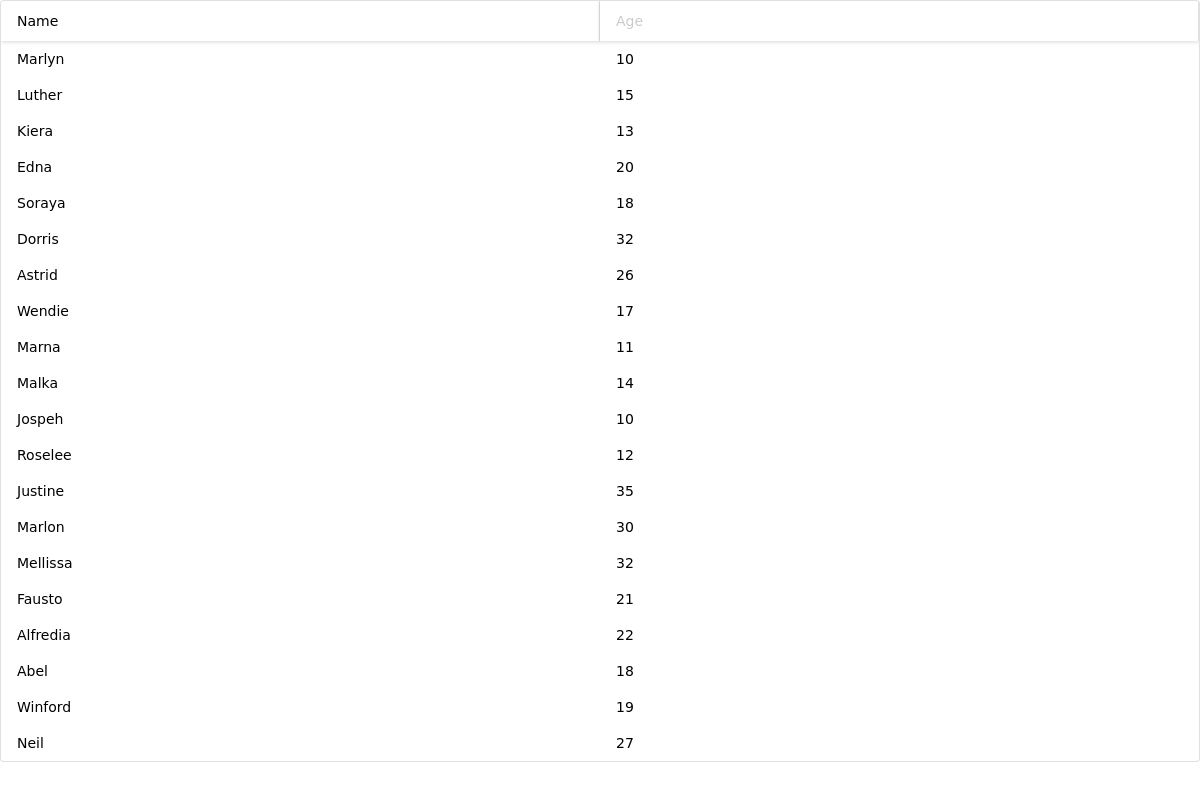 Name Age
Marlyn 10
Luther 15
Kiera 13
Edna 20
Soraya 18
Dorris 32
Astrid 26
Wendie 17
Marna 11
Malka 14
Jospeh 10
Roselee 12
Justine 35
Marlon 30
Mellissa 32
Fausto 21
Alfredia 22
Abel 18
Winford 19
Neil 27